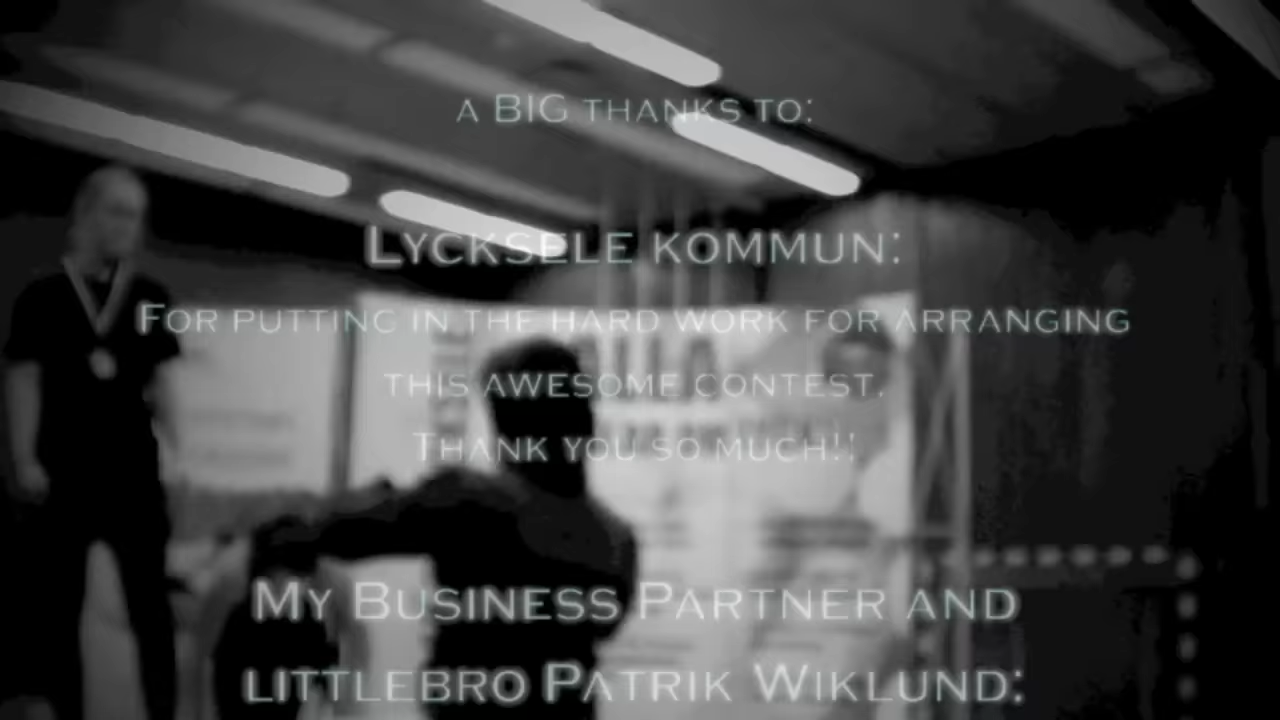 A BIG THANKS TO:
LYCKSELE KOMMUN:
FOR PUTTING IN THE HARD WORK FOR ARRANGING
THIS AWESOME CONTEST.
THANK YOU SO MUCH!!
MY BUSINESS PARTNER AND
LITTLEBRO PATRIK WIKLUND: